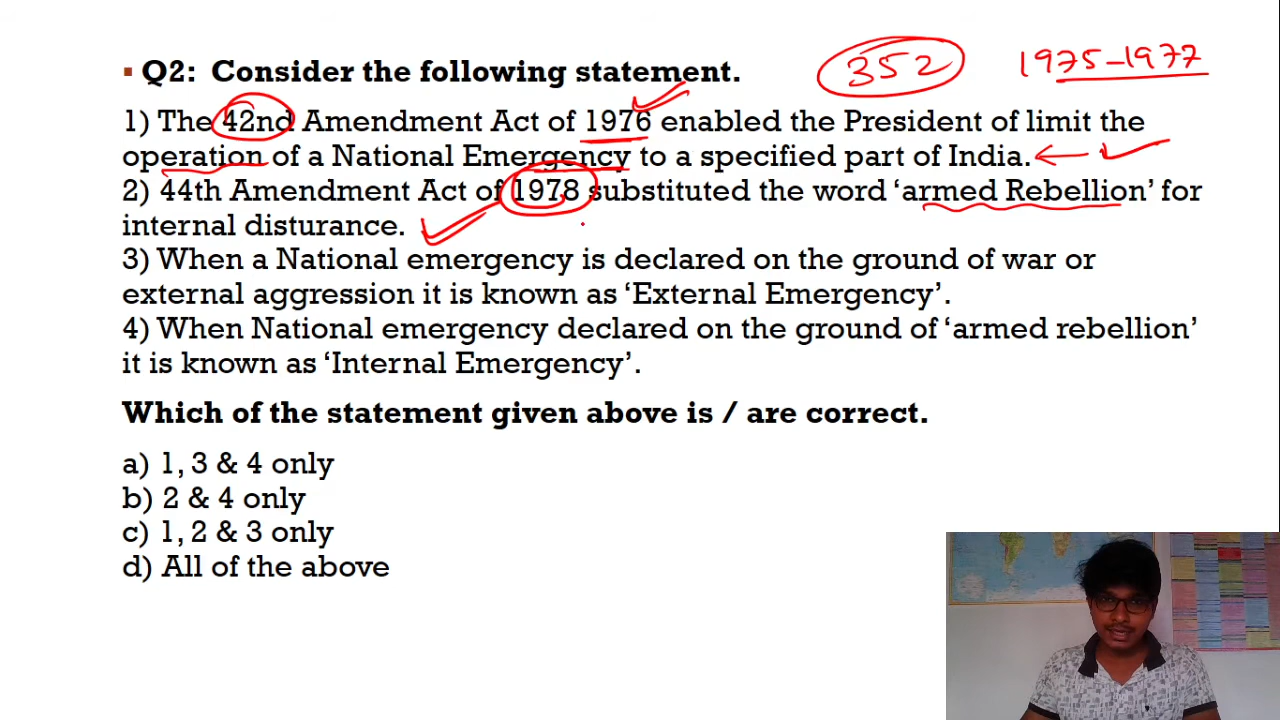 ▪ Q2: Consider the following statement.
352
1975-1977
1) The 42nd Amendment Act of 1976 enabled the President of limit the
operation of a National Emergency to a specified part of India.
2) 44th Amendment Act of 1978 substituted the word ‘armed Rebellion’ for
internal disturance.
3) When a National emergency is declared on the ground of war or
external aggression it is known as ‘External Emergency’.
4) When National emergency declared on the ground of ‘armed rebellion’
it is known as ‘Internal Emergency’.
Which of the statement given above is / are correct.
a) 1, 3 & 4 only
b) 2 & 4 only
c) 1, 2 & 3 only
d) All of the above